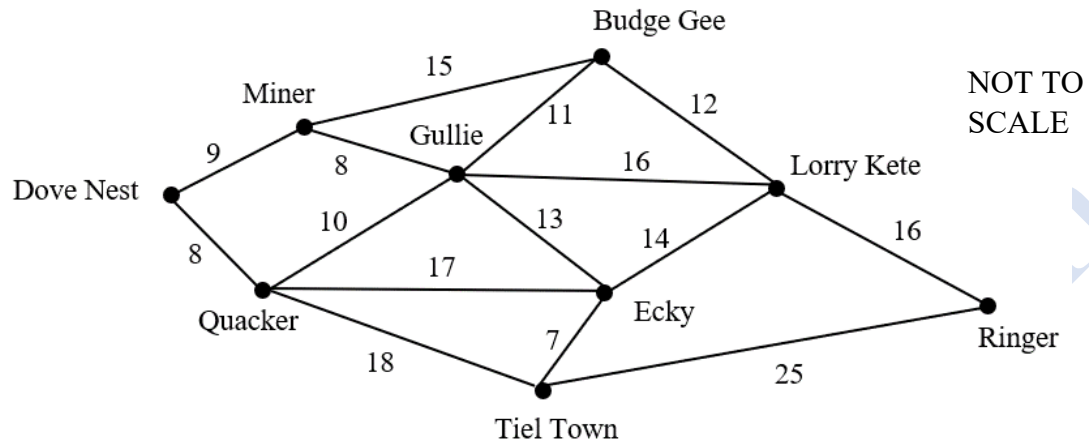 Budge Gee
15
NOT TO
SCALE
Miner
12
11
Gullie
9
8
16
Lorry Kete
Dove Nest
10
13
14
16
8
17
Quacker
Ecky
7
Ringer
18
25
Tiel Town